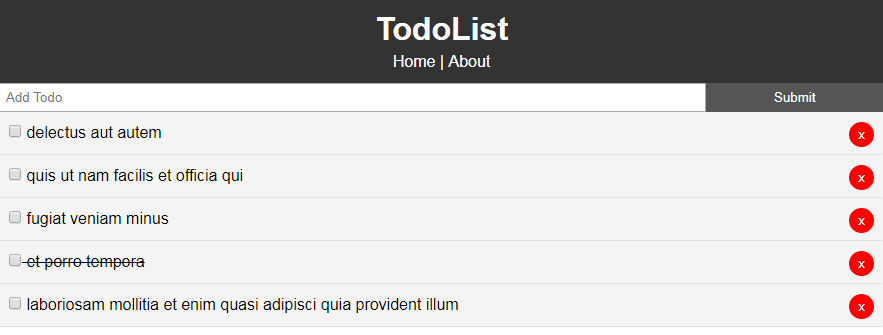 TodoList
Home | About
Add Todo Submit
delectus aut autem x
quis ut nam facilis et officia qui x
fugiat veniam minus x
et porro tempora x
laboriosam mollitia et enim quasi adipisci quia provident illum x